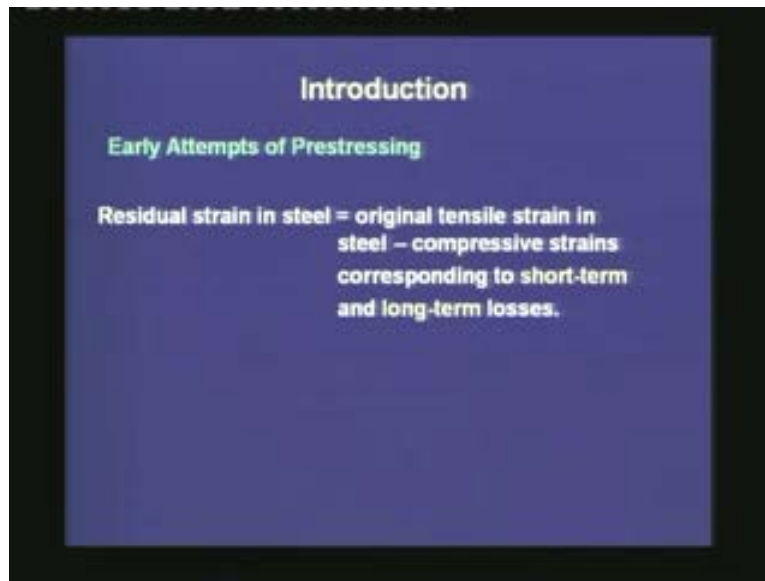 Introduction
Early Attempts of Prestressing
Residual strain in steel = original tensile strain in
steel – compressive strains
corresponding to short-term
and long-term losses.